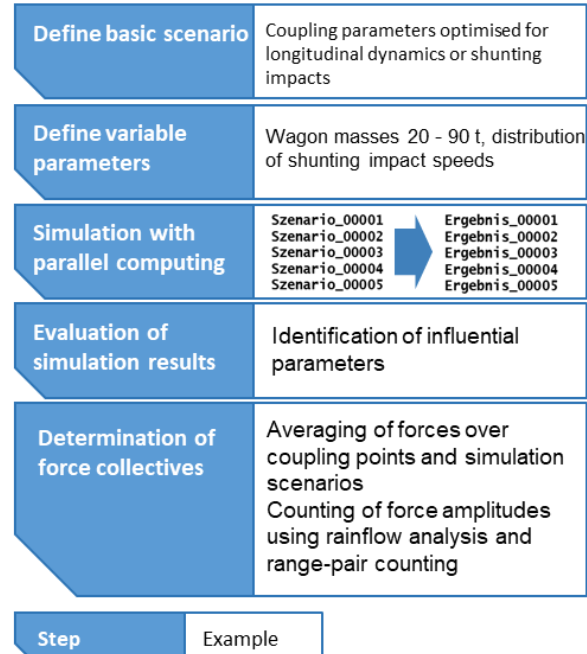 Define basic scenario
Coupling parameters optimised for
longitudinal dynamics or shunting
impacts
Define variable
parameters
Wagon masses 20 - 90 t, distribution
of shunting impact speeds
Simulation with
parallel computing
Szenario_00001
Szenario_00002
Szenario_00003
Szenario_00004
Szenario_00005
Ergebnis_00001
Ergebnis_00002
Ergebnis_00003
Ergebnis_00004
Ergebnis_00005
Evaluation of
simulation results
Identification of influential
parameters
Determination of
force collectives
Averaging of forces over
coupling points and simulation
scenarios
Counting of force amplitudes
using rainflow analysis and
range-pair counting
Step
Example